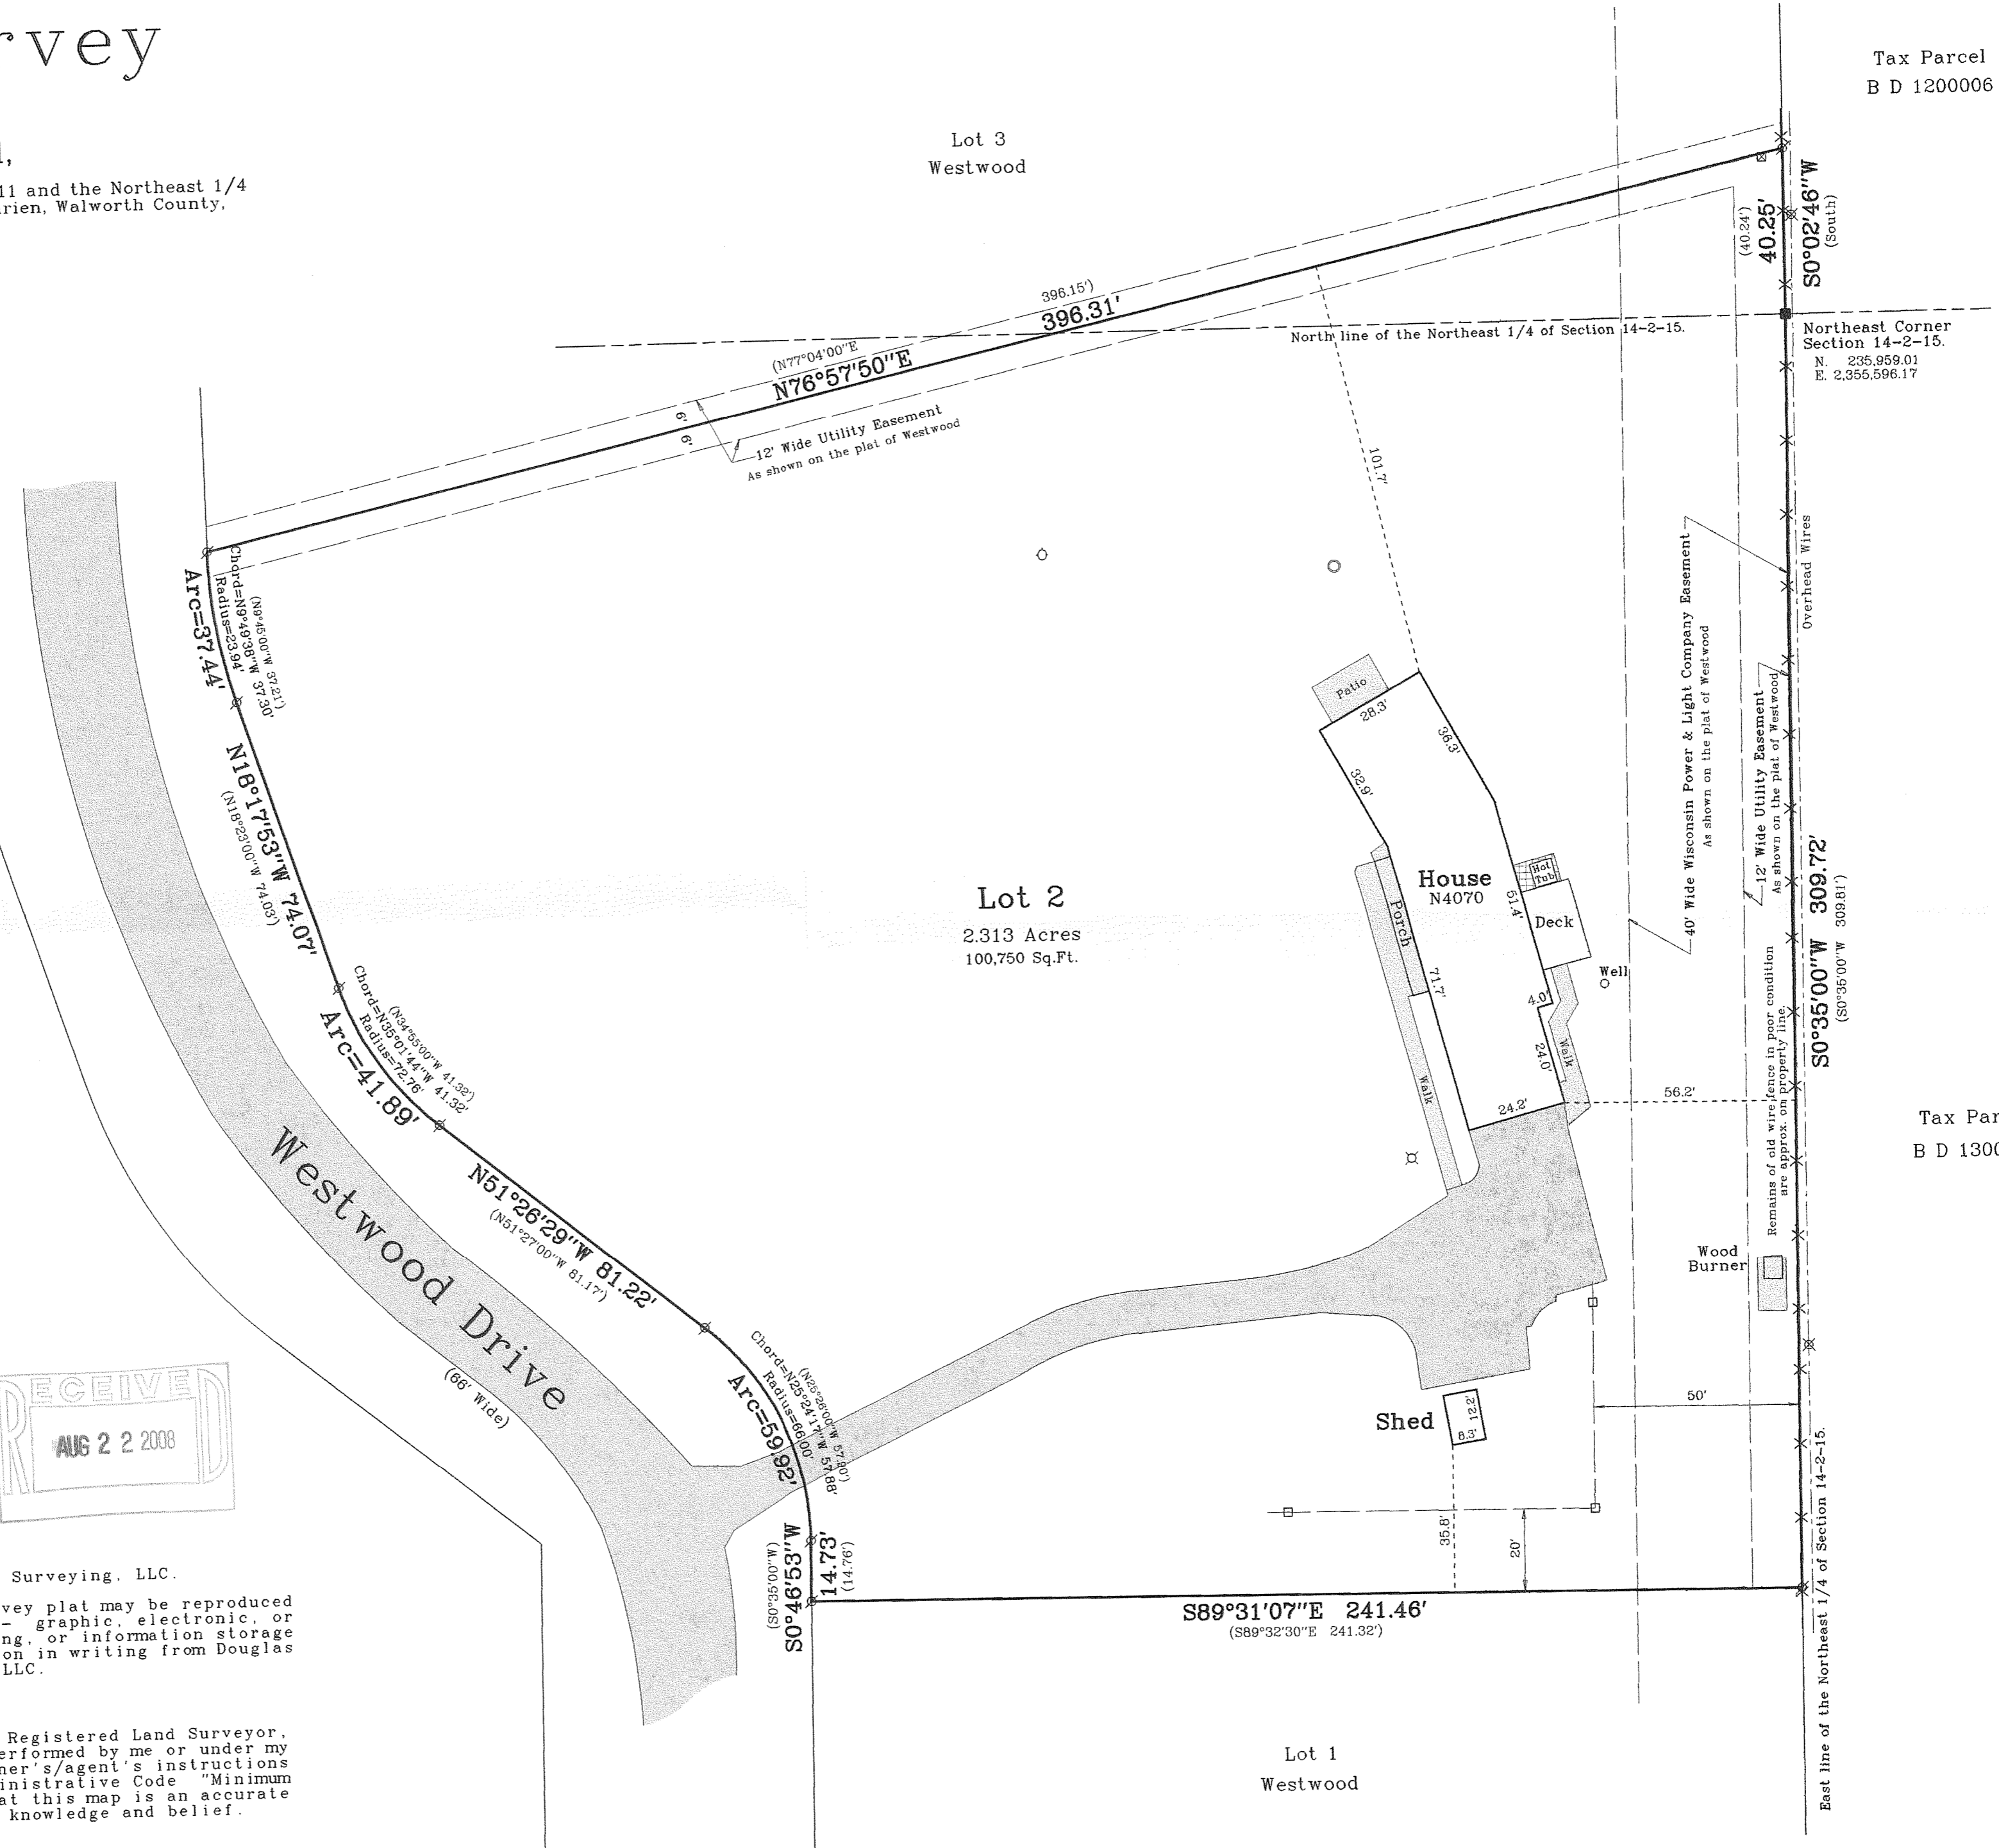 rvey
11 and the Northeast 1/4
rien, Walworth County,
Tax Parcel
B D 1200006
Lot 3
Westwood
S0°02'46"W
(South)
40.25'
(40.24')
396.15')
396.31'
(N77°04'00"E
N76°57'50"E
6'
6'
12' Wide Utility Easement
As shown on the plat of Westwood
North line of the Northeast 1/4 of Section 14-2-15.
Northeast Corner
Section 14-2-15.
N. 235,959.01
E. 2,355,596.17
101.7'
Overhead Wires
40' Wide Wisconsin Power & Light Company Easement
As shown on the plat of Westwood
12' Wide Utility Easement
As shown on the plat of Westwood
Arc=37.44'
Radius=23.94'
Chord=N9°49'38"W 37.30'
(N9°45'00"W 37.21')
N18°17'53"W 74.07'
(N18°23'00"W 74.03')
Patio
28.3'
36.3'
32.9'
House
N4070
Hot
Tub
51.4'
Deck
Porch
71.7'
Well
4.0'
Walk
24.0'
Walk
24.2'
56.2'
Lot 2
2.313 Acres
100,750 Sq.Ft.
S0°35'00"W 309.72'
(S0°35'00"W 309.81')
Remains of old wire fence in poor condition
are approx. on property line.
Tax Par
B D 1300
Arc=41.89'
Radius=72.76'
Chord=N35°01'44"W 41.32'
(N34°55'00"W 41.32')
Westwood Drive
(66' Wide)
N51°26'29"W 81.22'
(N51°27'00"W 81.17')
Wood
Burner
Arc=59.92'
Radius=66.00'
Chord=N25°24'17"W 57.88'
(N25°26'00"W 57.90')
Shed
12.2'
8.3'
50'
35.8'
20'
RECEIVED
AUG 2 2 2008
S0°46'53"W
(S0°35'00"W)
14.73'
(14.76')
S89°31'07"E 241.46'
(S89°32'30"E 241.32')
East line of the Northeast 1/4 of Section 14-2-15.
Surveying, LLC.
vey plat may be reproduced
– graphic, electronic, or
ng, or information storage
on in writing from Douglas
LLC.
Registered Land Surveyor,
erformed by me or under my
ner's/agent's instructions
inistrative Code "Minimum
at this map is an accurate
knowledge and belief.
Lot 1
Westwood